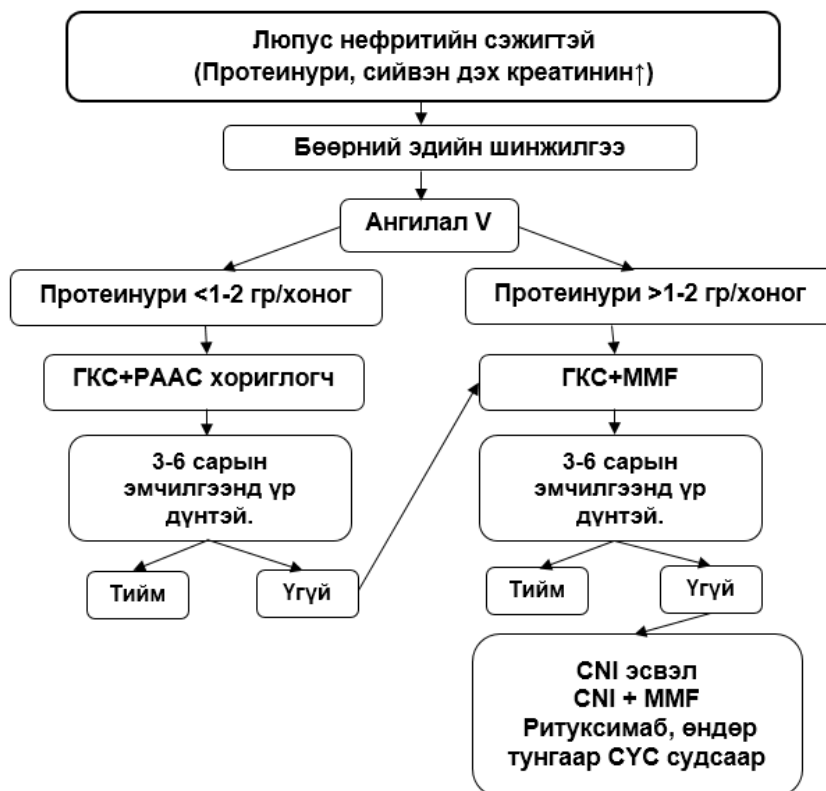 Люпус нефритийн сэжигтэй
(Протеинури, сийвэн дэх креатинин↑)
Бөөрний эдийн шинжилгээ
Ангилал V
Протеинури <1-2 гр/хоног
Протеинури >1-2 гр/хоног
ГКС+РААС хориглогч
ГКС+MMF
3-6 сарын
эмчилгээнд үр
дүнтэй.
3-6 сарын
эмчилгээнд үр
дүнтэй.
Тийм
Үгүй
Тийм
Үгүй
CNI эсвэл
CNI + MMF
Ритуксимаб, өндөр
тунгаар CYC судсаар